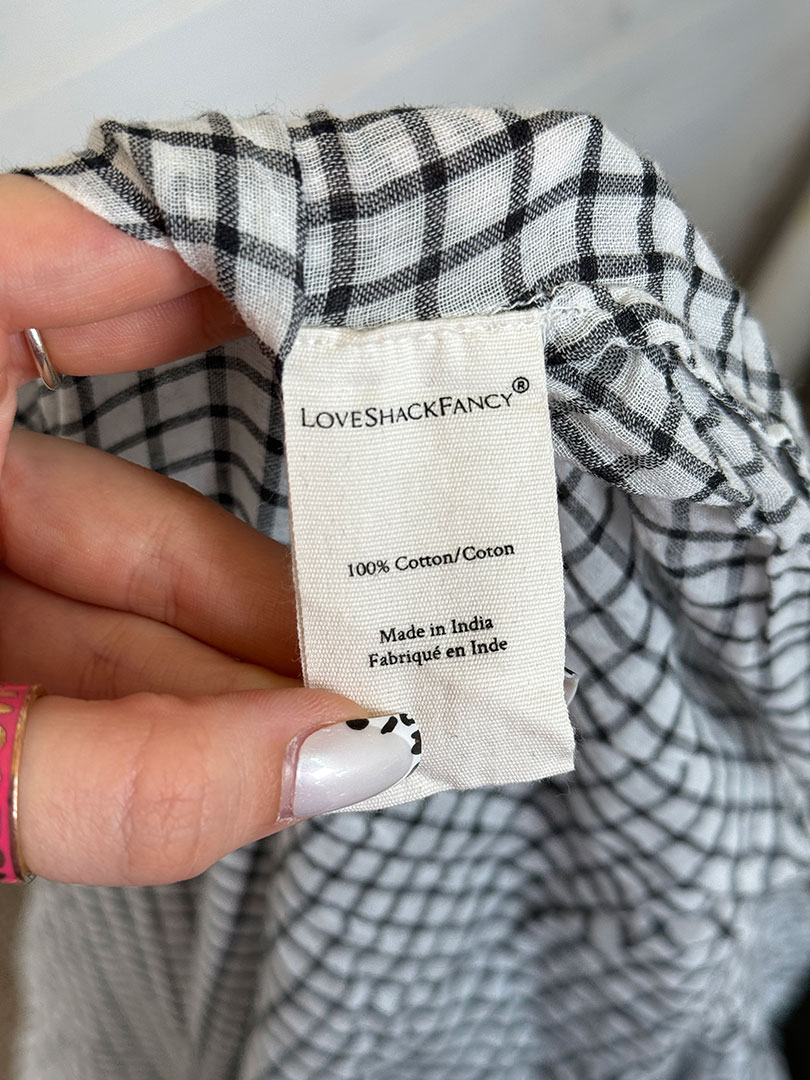 LoveShackFancy®
100% Cotton/Coton
Made in India
Fabriqué en Inde